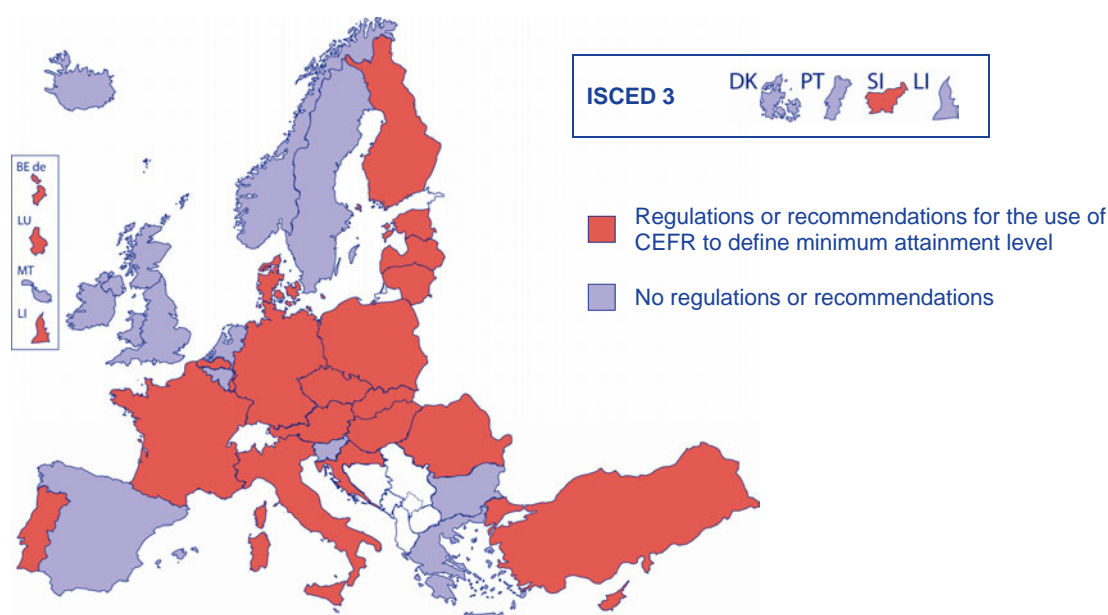 ISCED 3 DK PT SI LI
BE de
LU
MT
LI
Regulations or recommendations for the use of
CEFR to define minimum attainment level
No regulations or recommendations